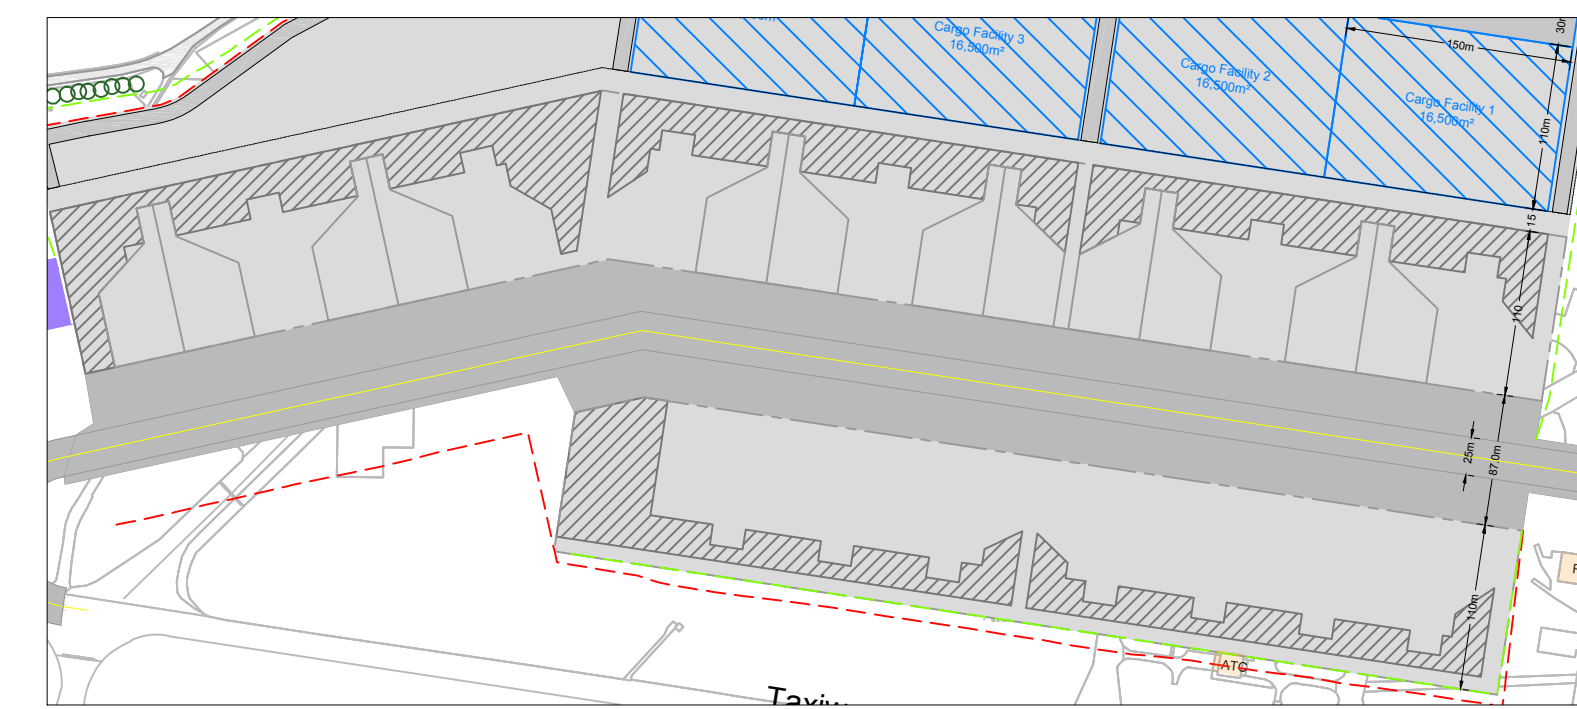 Cargo Facility 3
16,500m²
Cargo Facility 2
16,500m²
Cargo Facility 1
16,500m²
150m
110m
15
110
25m
87.0m
110m
ATC